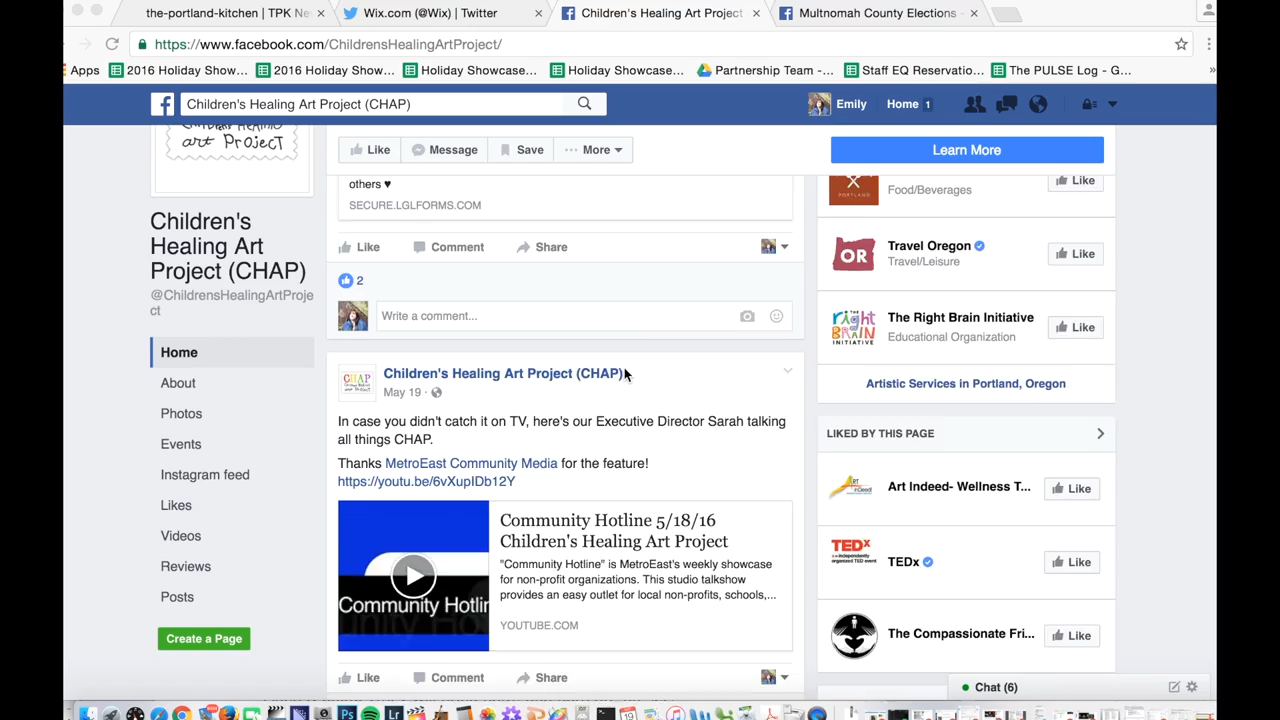 the-portland-kitchen | TPK Ne
Wix.com (@Wix) | Twitter
Children's Healing Art Project
Multnomah County Elections -
https://www.facebook.com/ChildrensHealingArtProject/
Apps
2016 Holiday Show...
2016 Holiday Show...
Holiday Showcase...
Holiday Showcase...
Partnership Team -...
Staff EQ Reservatio...
The PULSE Log - G...
»
Children's Healing Art Project (CHAP)
Emily
Home 1
art Project
Children's
Healing Art
Project (CHAP)
@ChildrensHealingArtProje
ct
Home
About
Photos
Events
Instagram feed
Likes
Videos
Reviews
Posts
Create a Page
Like
Message
Save
··· More
others ♥
SECURE.LGLFORMS.COM
Like
Comment
Share
2
Write a comment...
CHAP
Children's Healing Art Project (CHAP)
May 19 ·
In case you didn't catch it on TV, here's our Executive Director Sarah talking
all things CHAP.
Thanks MetroEast Community Media for the feature!
https://youtu.be/6vXupIDb12Y
Community Hotlin
Community Hotline 5/18/16
Children's Healing Art Project
"Community Hotline" is MetroEast's weekly showcase
for non-profit organizations. This studio talkshow
provides an easy outlet for local non-profits, schools,...
YOUTUBE.COM
Like
Comment
Share
Learn More
PORTLAND
Food/Beverages
Like
OR
Travel Oregon
Travel/Leisure
Like
the Right BRAIN INITIATIVE
The Right Brain Initiative
Educational Organization
Like
Artistic Services in Portland, Oregon
LIKED BY THIS PAGE
Art Indeed- Wellness T...
Like
TEDx
TEDx
Like
The Compassionate Fri...
Like
Chat (6)